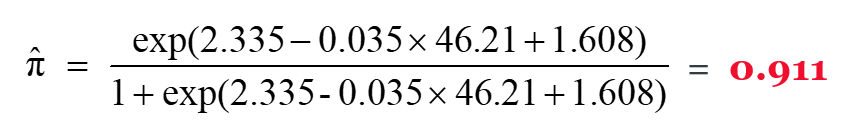 π̂ = exp(2.335 − 0.035 × 46.21 + 1.608) / 1 + exp(2.335 - 0.035 × 46.21 + 1.608) = 0.911